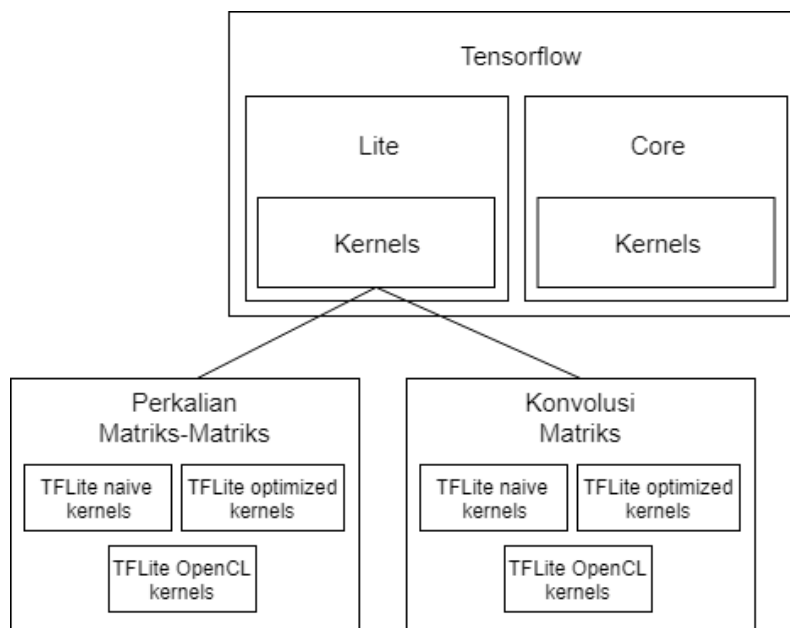 Tensorflow
Lite
Core
Kernels
Kernels
Perkalian
Matriks-Matriks
TFLite naive
kernels
TFLite optimized
kernels
TFLite OpenCL
kernels
Konvolusi
Matriks
TFLite naive
kernels
TFLite optimized
kernels
TFLite OpenCL
kernels